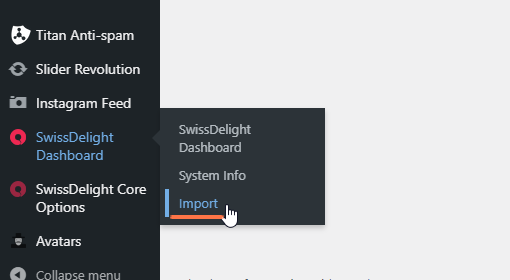 Titan Anti-spam
Slider Revolution
Instagram Feed
SwissDelight
Dashboard
SwissDelight
Dashboard
System Info
Import
SwissDelight Core
Options
Avatars
Collapse menu